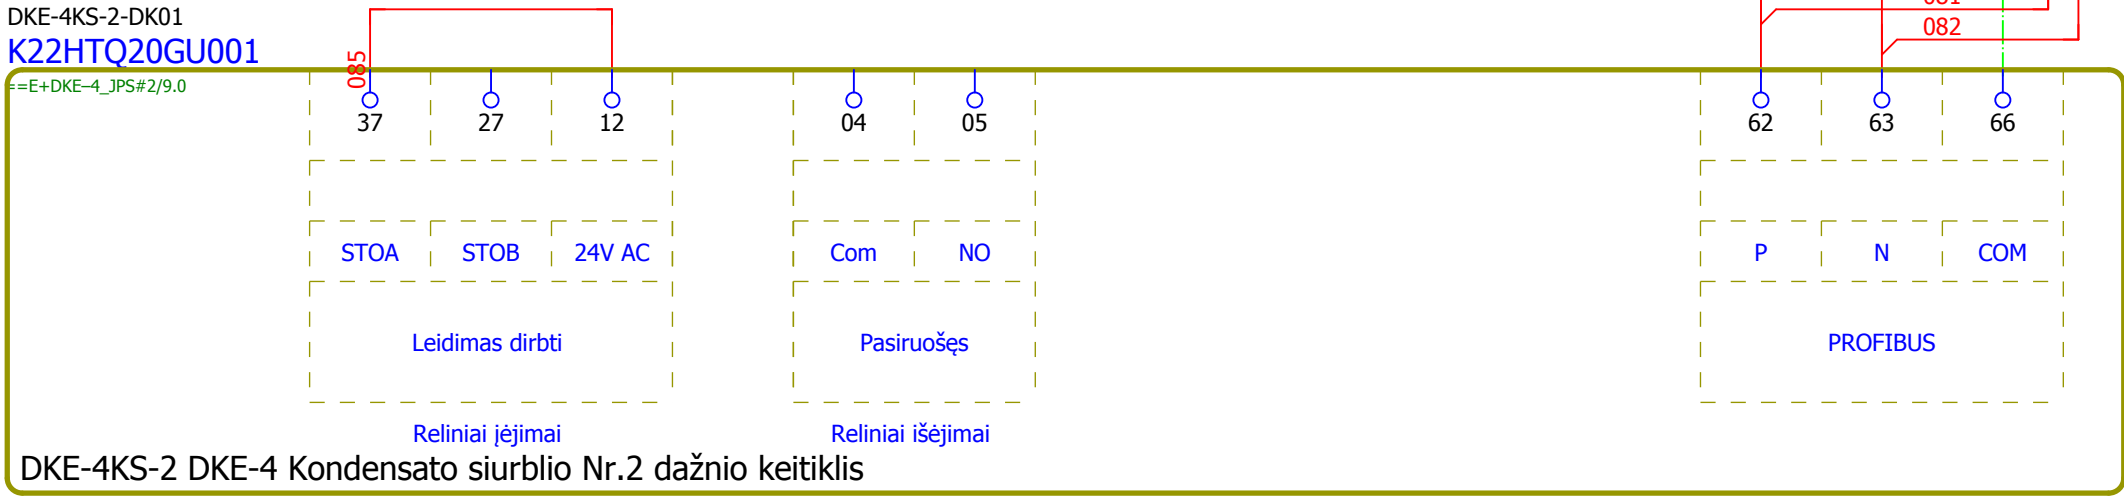 DKE-4KS-2-DK01
K22HTQ20GU001
==E+DKE-4_JPS#2/9.0
085
081
082
37 27 12 04 05 62 63 66
STOA STOB 24V AC Com NO P N COM
Leidimas dirbti Pasiruošęs PROFIBUS
Reliniai įėjimai Reliniai išėjimai
DKE-4KS-2 DKE-4 Kondensato siurblio Nr.2 dažnio keitiklis